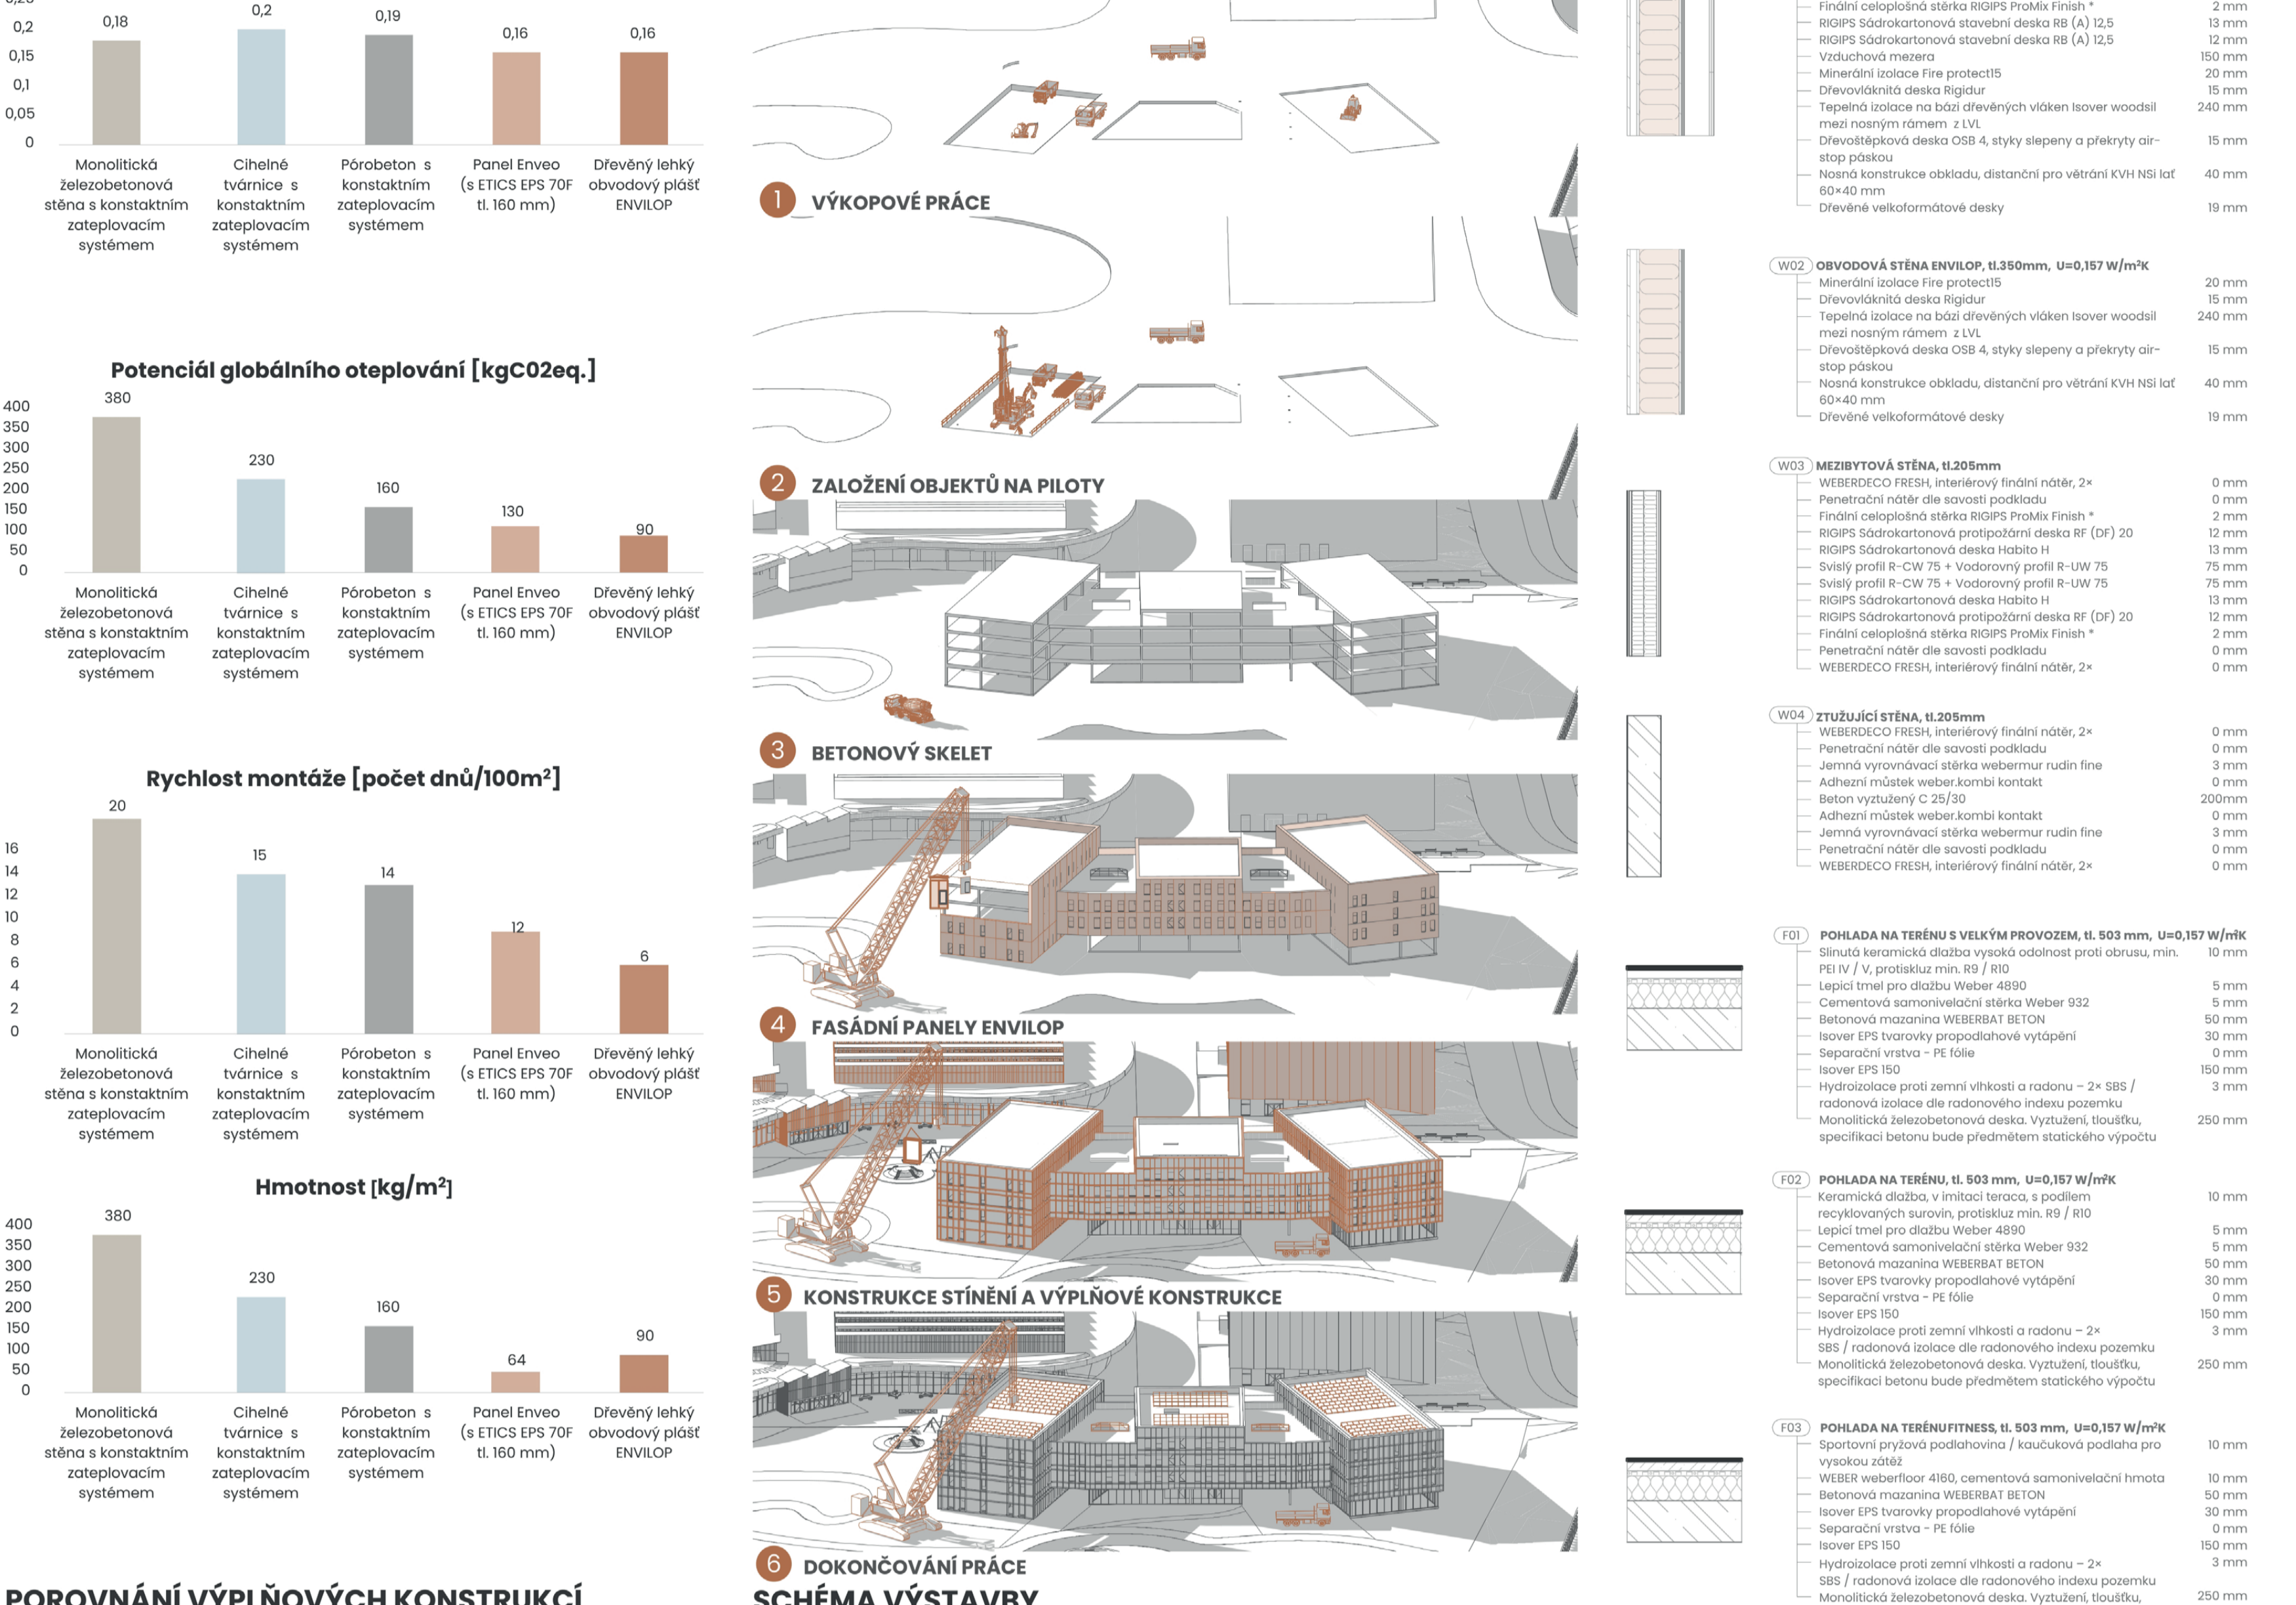 0,2
0,15
0,1
0,05
0
0,18
0,2
0,19
0,16
0,16
Monolitická
železobetonová
stěna s konstaktním
zateplovacím
systémem
Cihelné
tvárnice s
konstaktním
zateplovacím
systémem
Pórobeton s
konstaktním
zateplovacím
systémem
Panel Enveo
(s ETICS EPS 70F
tl. 160 mm)
Dřevěný lehký
obvodový plášť
ENVILOP
Potenciál globálního oteplování [kgC02eq.]
400
350
300
250
200
150
100
50
0
380
230
160
130
90
Monolitická
železobetonová
stěna s konstaktním
zateplovacím
systémem
Cihelné
tvárnice s
konstaktním
zateplovacím
systémem
Pórobeton s
konstaktním
zateplovacím
systémem
Panel Enveo
(s ETICS EPS 70F
tl. 160 mm)
Dřevěný lehký
obvodový plášť
ENVILOP
Rychlost montáže [počet dnů/100m²]
16
14
12
10
8
6
4
2
0
20
15
14
12
6
Monolitická
železobetonová
stěna s konstaktním
zateplovacím
systémem
Cihelné
tvárnice s
konstaktním
zateplovacím
systémem
Pórobeton s
konstaktním
zateplovacím
systémem
Panel Enveo
(s ETICS EPS 70F
tl. 160 mm)
Dřevěný lehký
obvodový plášť
ENVILOP
Hmotnost [kg/m²]
400
350
300
250
200
150
100
50
0
380
230
160
64
90
Monolitická
železobetonová
stěna s konstaktním
zateplovacím
systémem
Cihelné
tvárnice s
konstaktním
zateplovacím
systémem
Pórobeton s
konstaktním
zateplovacím
systémem
Panel Enveo
(s ETICS EPS 70F
tl. 160 mm)
Dřevěný lehký
obvodový plášť
ENVILOP
POROVNÁNÍ VÝPLŇOVÝCH KONSTRUKCÍ
1 VÝKOPOVÉ PRÁCE
2 ZALOŽENÍ OBJEKTŮ NA PILOTY
3 BETONOVÝ SKELET
4 FASÁDNÍ PANELY ENVILOP
5 KONSTRUKCE STÍNĚNÍ A VÝPLŇOVÉ KONSTRUKCE
6 DOKONČOVÁNÍ PRÁCE
SCHÉMA VÝSTAVBY
Finální celoplošná stěrka RIGIPS ProMix Finish * 2 mm
RIGIPS Sádrokartonová stavební deska RB (A) 12,5 13 mm
RIGIPS Sádrokartonová stavební deska RB (A) 12,5 12 mm
Vzduchová mezera 150 mm
Minerální izolace Fire protect15 20 mm
Dřevovláknitá deska Rigidur 15 mm
Tepelná izolace na bázi dřevěných vláken Isover woodsil 240 mm
mezi nosným rámem z LVL
Dřevoštěpková deska OSB 4, styky slepeny a překryty air- 15 mm
stop páskou
Nosná konstrukce obkladu, distanční pro větrání KVH NSi lať 40 mm
60×40 mm
Dřevěné velkoformátové desky 19 mm
W02 OBVODOVÁ STĚNA ENVILOP, tl.350mm, U=0,157 W/m²K
Minerální izolace Fire protect15 20 mm
Dřevovláknitá deska Rigidur 15 mm
Tepelná izolace na bázi dřevěných vláken Isover woodsil 240 mm
mezi nosným rámem z LVL
Dřevoštěpková deska OSB 4, styky slepeny a překryty air- 15 mm
stop páskou
Nosná konstrukce obkladu, distanční pro větrání KVH NSi lať 40 mm
60×40 mm
Dřevěné velkoformátové desky 19 mm
W03 MEZIBYTOVÁ STĚNA, tl.205mm
WEBERDECO FRESH, interiérový finální nátěr, 2× 0 mm
Penetrační nátěr dle savosti podkladu 0 mm
Finální celoplošná stěrka RIGIPS ProMix Finish * 2 mm
RIGIPS Sádrokartonová protipožární deska RF (DF) 20 12 mm
RIGIPS Sádrokartonová deska Habito H 13 mm
Svislý profil R-CW 75 + Vodorovný profil R-UW 75 75 mm
Svislý profil R-CW 75 + Vodorovný profil R-UW 75 75 mm
RIGIPS Sádrokartonová deska Habito H 13 mm
RIGIPS Sádrokartonová protipožární deska RF (DF) 20 12 mm
Finální celoplošná stěrka RIGIPS ProMix Finish * 2 mm
Penetrační nátěr dle savosti podkladu 0 mm
WEBERDECO FRESH, interiérový finální nátěr, 2× 0 mm
W04 ZTUŽUJÍCÍ STĚNA, tl.205mm
WEBERDECO FRESH, interiérový finální nátěr, 2× 0 mm
Penetrační nátěr dle savosti podkladu 0 mm
Jemná vyrovnávací stěrka webermur rudin fine 3 mm
Adhezní můstek weber.kombi kontakt 0 mm
Beton vyztužený C 25/30 200mm
Adhezní můstek weber.kombi kontakt 0 mm
Jemná vyrovnávací stěrka webermur rudin fine 3 mm
Penetrační nátěr dle savosti podkladu 0 mm
WEBERDECO FRESH, interiérový finální nátěr, 2× 0 mm
F01 POHLADA NA TERÉNU S VELKÝM PROVOZEM, tl. 503 mm, U=0,157 W/m²K
Slinutá keramická dlažba vysoká odolnost proti obrusu, min. 10 mm
PEI IV / V, protiskluz min. R9 / R10
Lepicí tmel pro dlažbu Weber 4890 5 mm
Cementová samonivelační stěrka Weber 932 5 mm
Betonová mazanina WEBERBAT BETON 50 mm
Isover EPS tvarovky propodlahové vytápění 30 mm
Separační vrstva - PE fólie 0 mm
Isover EPS 150 150 mm
Hydroizolace proti zemní vlhkosti a radonu – 2× SBS / 3 mm
radonová izolace dle radonového indexu pozemku
Monolitická železobetonová deska. Vyztužení, tloušťku, 250 mm
specifikaci betonu bude předmětem statického výpočtu
F02 POHLADA NA TERÉNU, tl. 503 mm, U=0,157 W/m²K
Keramická dlažba, v imitaci teraca, s podílem 10 mm
recyklovaných surovin, protiskluz min. R9 / R10
Lepicí tmel pro dlažbu Weber 4890 5 mm
Cementová samonivelační stěrka Weber 932 5 mm
Betonová mazanina WEBERBAT BETON 50 mm
Isover EPS tvarovky propodlahové vytápění 30 mm
Separační vrstva - PE fólie 0 mm
Isover EPS 150 150 mm
Hydroizolace proti zemní vlhkosti a radonu – 2× 3 mm
SBS / radonová izolace dle radonového indexu pozemku
Monolitická železobetonová deska. Vyztužení, tloušťku, 250 mm
specifikaci betonu bude předmětem statického výpočtu
F03 POHLADA NA TERÉNU FITNESS, tl. 503 mm, U=0,157 W/m²K
Sportovní pryžová podlahovina / kaučuková podlaha pro 10 mm
vysokou zátěž
WEBER weberfloor 4160, cementová samonivelační hmota 10 mm
Betonová mazanina WEBERBAT BETON 50 mm
Isover EPS tvarovky propodlahové vytápění 30 mm
Separační vrstva - PE fólie 0 mm
Isover EPS 150 150 mm
Hydroizolace proti zemní vlhkosti a radonu – 2× 3 mm
SBS / radonová izolace dle radonového indexu pozemku
Monolitická železobetonová deska. Vyztužení, tloušťku, 250 mm